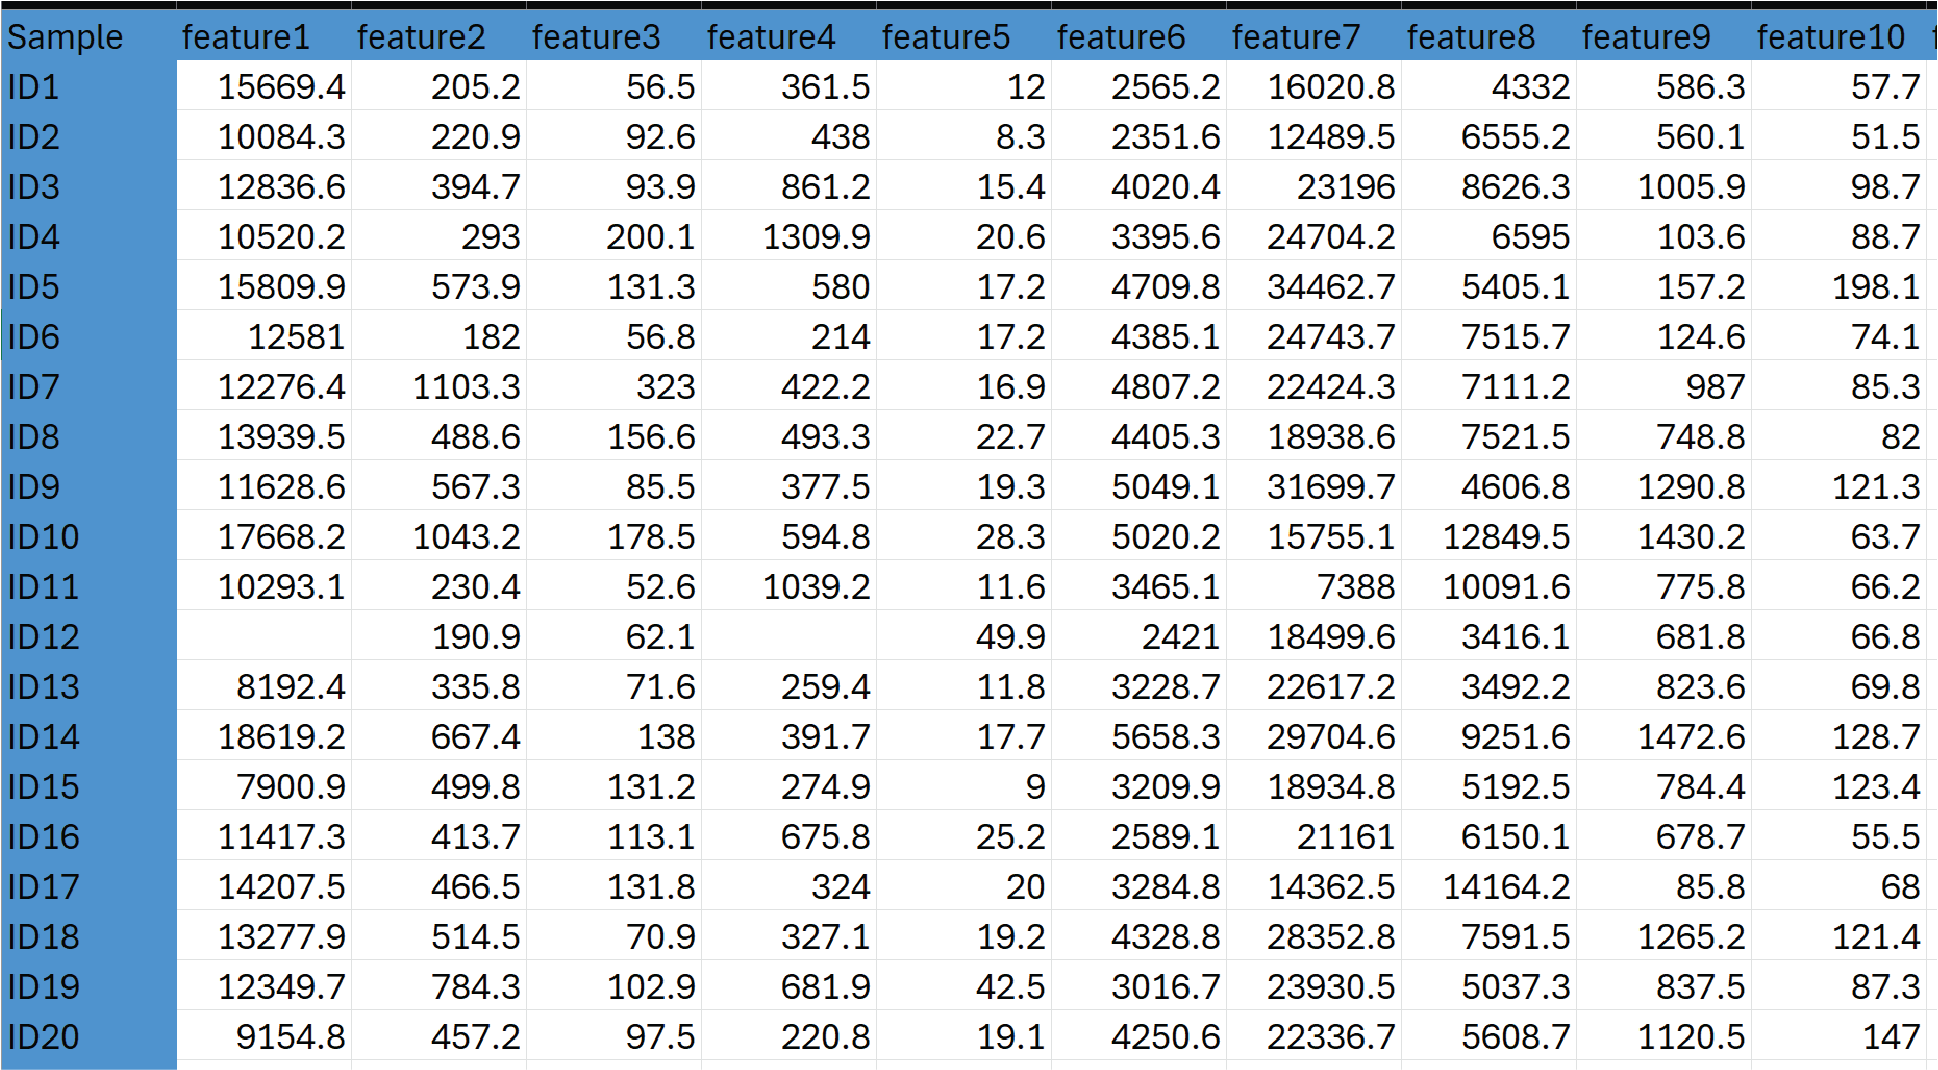 Sample feature1 feature2 feature3 feature4 feature5 feature6 feature7 feature8 feature9 feature10
ID1 15669.4 205.2 56.5 361.5 12 2565.2 16020.8 4332 586.3 57.7
ID2 10084.3 220.9 92.6 438 8.3 2351.6 12489.5 6555.2 560.1 51.5
ID3 12836.6 394.7 93.9 861.2 15.4 4020.4 23196 8626.3 1005.9 98.7
ID4 10520.2 293 200.1 1309.9 20.6 3395.6 24704.2 6595 103.6 88.7
ID5 15809.9 573.9 131.3 580 17.2 4709.8 34462.7 5405.1 157.2 198.1
ID6 12581 182 56.8 214 17.2 4385.1 24743.7 7515.7 124.6 74.1
ID7 12276.4 1103.3 323 422.2 16.9 4807.2 22424.3 7111.2 987 85.3
ID8 13939.5 488.6 156.6 493.3 22.7 4405.3 18938.6 7521.5 748.8 82
ID9 11628.6 567.3 85.5 377.5 19.3 5049.1 31699.7 4606.8 1290.8 121.3
ID10 17668.2 1043.2 178.5 594.8 28.3 5020.2 15755.1 12849.5 1430.2 63.7
ID11 10293.1 230.4 52.6 1039.2 11.6 3465.1 7388 10091.6 775.8 66.2
ID12 190.9 62.1 49.9 2421 18499.6 3416.1 681.8 66.8
ID13 8192.4 335.8 71.6 259.4 11.8 3228.7 22617.2 3492.2 823.6 69.8
ID14 18619.2 667.4 138 391.7 17.7 5658.3 29704.6 9251.6 1472.6 128.7
ID15 7900.9 499.8 131.2 274.9 9 3209.9 18934.8 5192.5 784.4 123.4
ID16 11417.3 413.7 113.1 675.8 25.2 2589.1 21161 6150.1 678.7 55.5
ID17 14207.5 466.5 131.8 324 20 3284.8 14362.5 14164.2 85.8 68
ID18 13277.9 514.5 70.9 327.1 19.2 4328.8 28352.8 7591.5 1265.2 121.4
ID19 12349.7 784.3 102.9 681.9 42.5 3016.7 23930.5 5037.3 837.5 87.3
ID20 9154.8 457.2 97.5 220.8 19.1 4250.6 22336.7 5608.7 1120.5 147